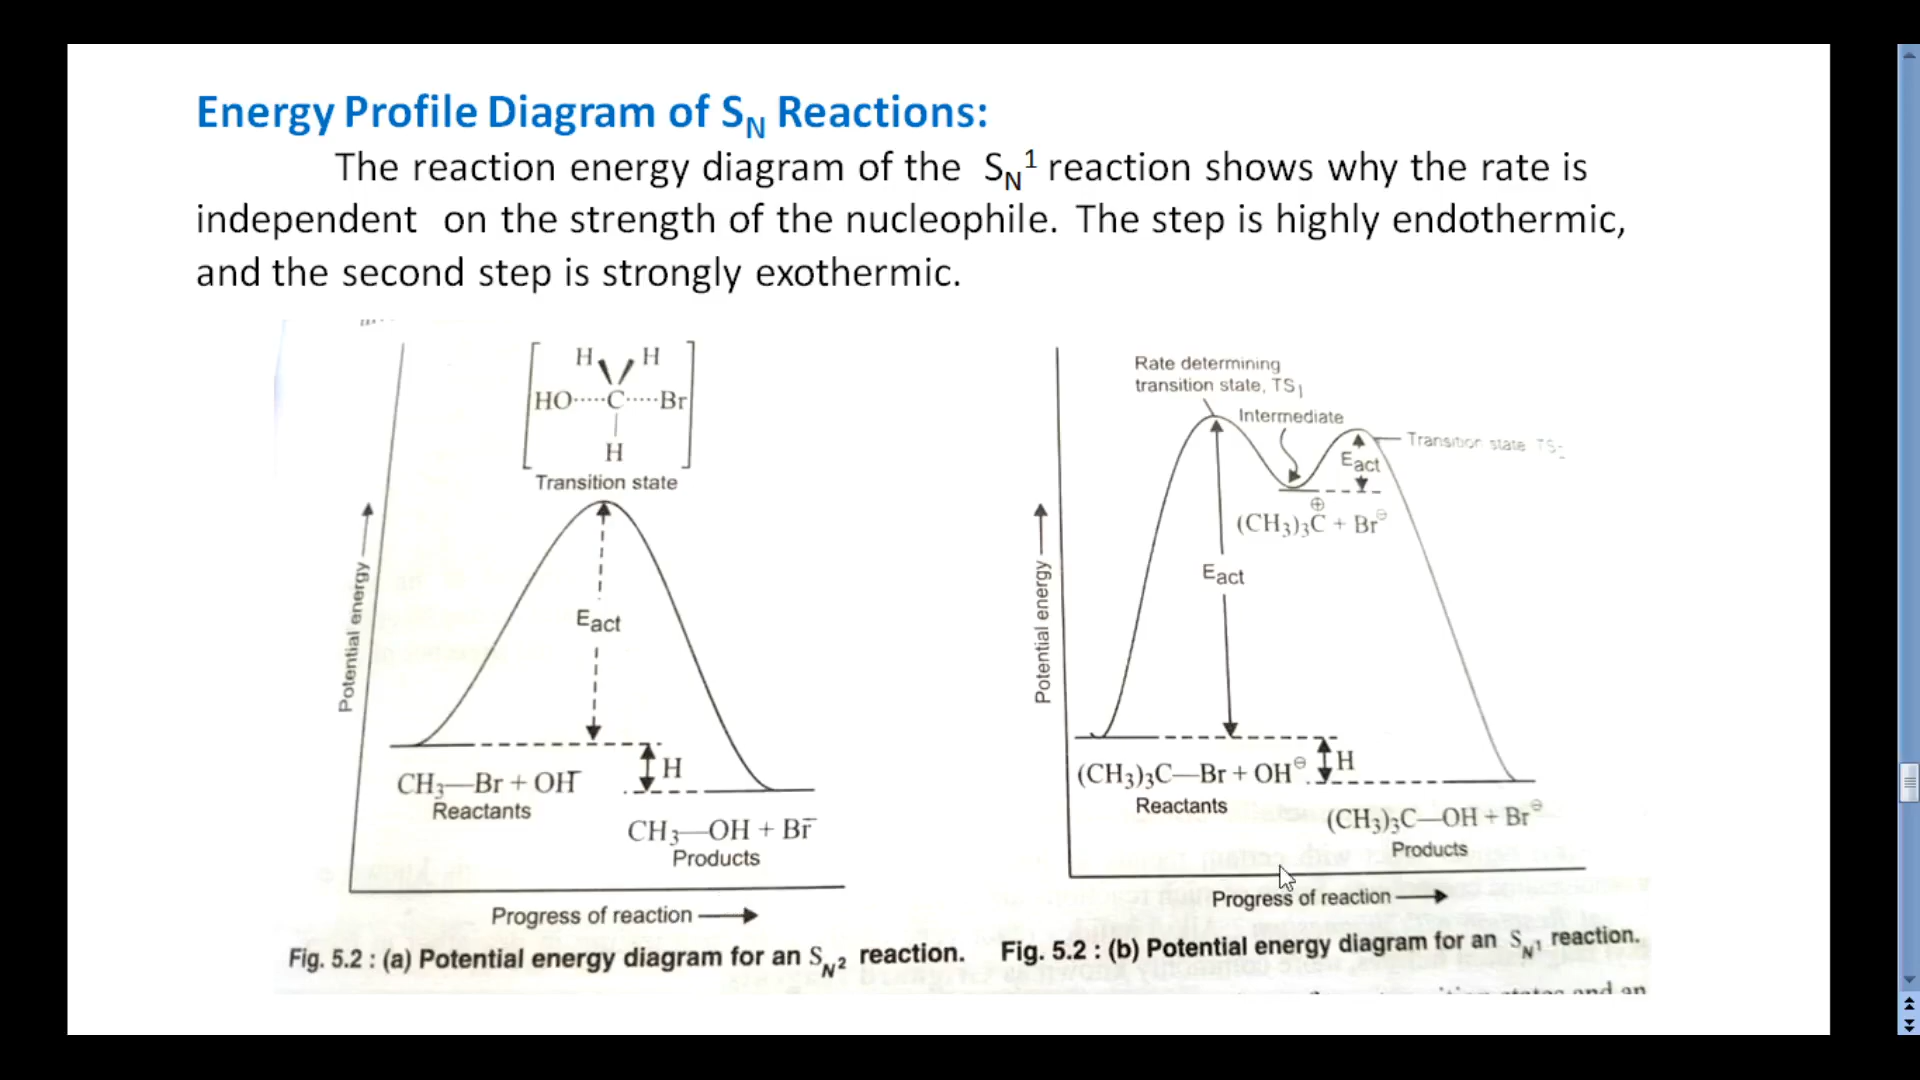 Energy Profile Diagram of SN Reactions:
The reaction energy diagram of the SN1 reaction shows why the rate is
independent on the strength of the nucleophile. The step is highly endothermic,
and the second step is strongly exothermic.
H H
HO·····C·····Br
H
Transition state
Potential energy
Eact
H
CH3—Br + OH̄
Reactants
CH3—OH + Br̄
Products
Progress of reaction
Fig. 5.2 : (a) Potential energy diagram for an SN2 reaction.
Rate determining
transition state, TS1
Intermediate
Transition state TS2
Eact
(CH3)3C⊕ + Br⊖
Potential energy
Eact
H
(CH3)3C—Br + OH⊖
Reactants
(CH3)3C—OH + Br⊖
Products
Progress of reaction
Fig. 5.2 : (b) Potential energy diagram for an SN1 reaction.